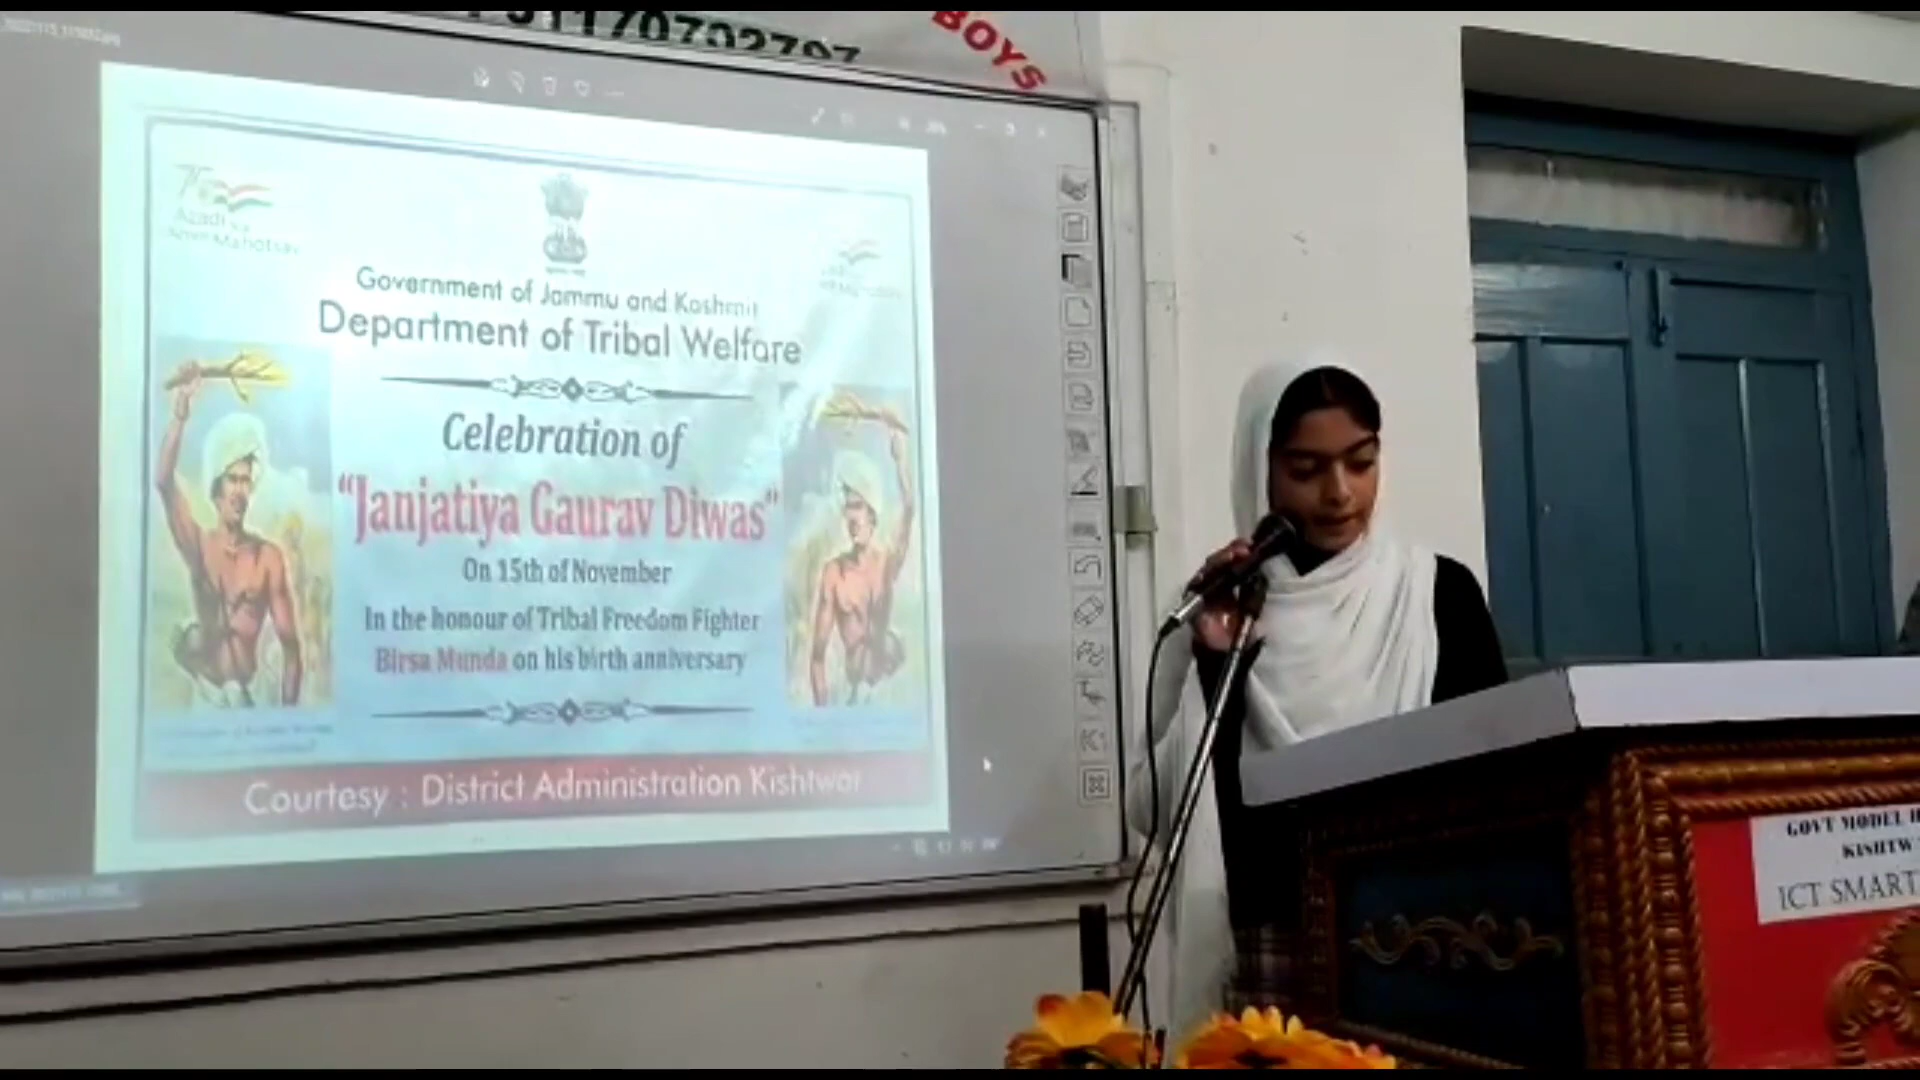 BOYS
Azadi Ka
Amrit Mahotsav
Government of Jammu and Kashmir
Department of Tribal Welfare
Celebration of
"Janjatiya Gaurav Diwas"
On 15th of November
In the honour of Tribal Freedom Fighter
Birsa Munda on his birth anniversary
Courtesy : District Administration Kishtwar
GOVT MODEL
KISHTW
ICT SMART